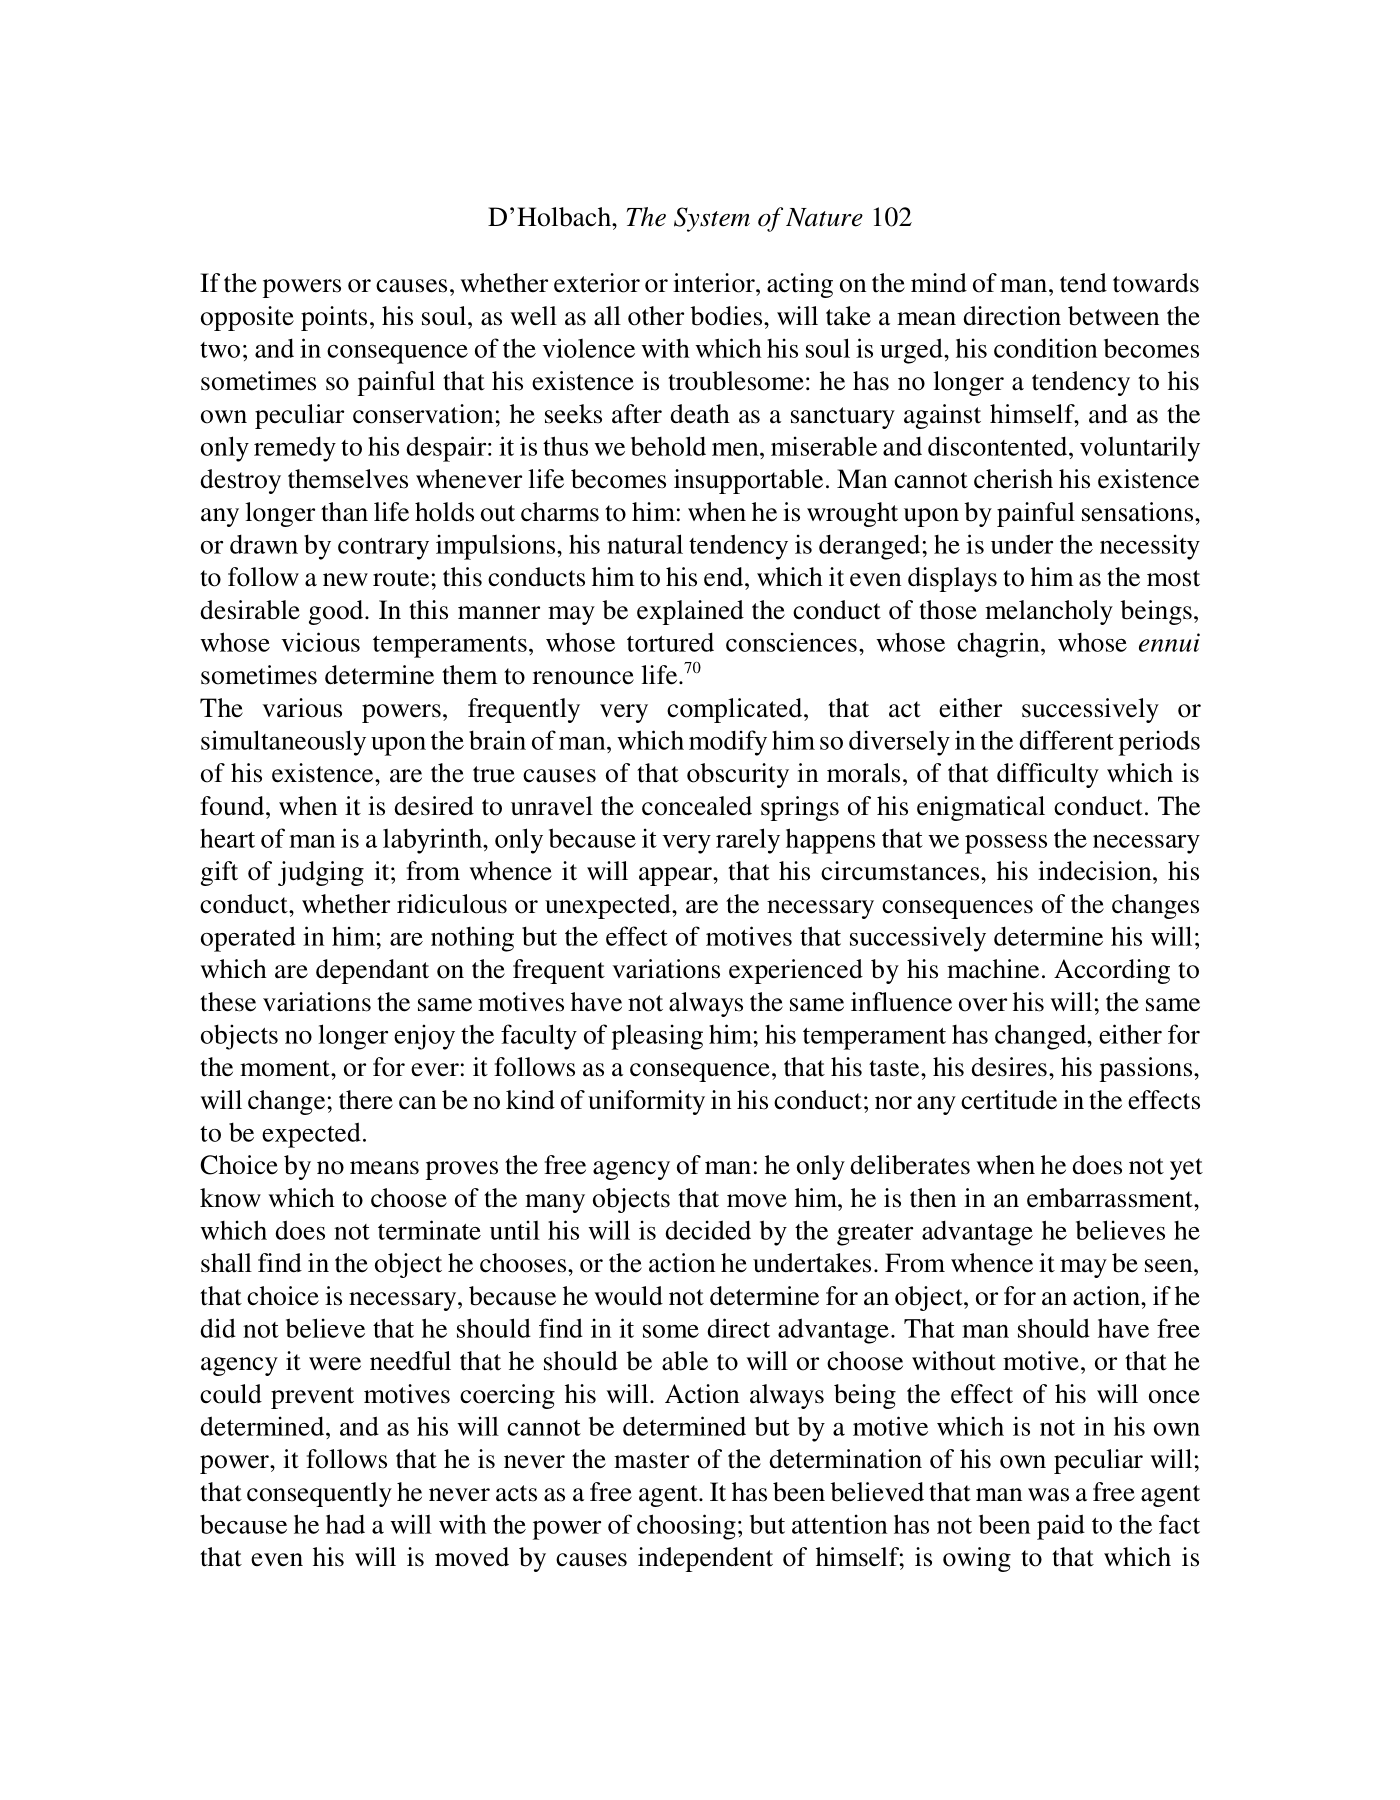 D’Holbach, The System of Nature 102
If the powers or causes, whether exterior or interior, acting on the mind of man, tend towards
opposite points, his soul, as well as all other bodies, will take a mean direction between the
two; and in consequence of the violence with which his soul is urged, his condition becomes
sometimes so painful that his existence is troublesome: he has no longer a tendency to his
own peculiar conservation; he seeks after death as a sanctuary against himself, and as the
only remedy to his despair: it is thus we behold men, miserable and discontented, voluntarily
destroy themselves whenever life becomes insupportable. Man cannot cherish his existence
any longer than life holds out charms to him: when he is wrought upon by painful sensations,
or drawn by contrary impulsions, his natural tendency is deranged; he is under the necessity
to follow a new route; this conducts him to his end, which it even displays to him as the most
desirable good. In this manner may be explained the conduct of those melancholy beings,
whose vicious temperaments, whose tortured consciences, whose chagrin, whose ennui
sometimes determine them to renounce life.70
The various powers, frequently very complicated, that act either successively or
simultaneously upon the brain of man, which modify him so diversely in the different periods
of his existence, are the true causes of that obscurity in morals, of that difficulty which is
found, when it is desired to unravel the concealed springs of his enigmatical conduct. The
heart of man is a labyrinth, only because it very rarely happens that we possess the necessary
gift of judging it; from whence it will appear, that his circumstances, his indecision, his
conduct, whether ridiculous or unexpected, are the necessary consequences of the changes
operated in him; are nothing but the effect of motives that successively determine his will;
which are dependant on the frequent variations experienced by his machine. According to
these variations the same motives have not always the same influence over his will; the same
objects no longer enjoy the faculty of pleasing him; his temperament has changed, either for
the moment, or for ever: it follows as a consequence, that his taste, his desires, his passions,
will change; there can be no kind of uniformity in his conduct; nor any certitude in the effects
to be expected.
Choice by no means proves the free agency of man: he only deliberates when he does not yet
know which to choose of the many objects that move him, he is then in an embarrassment,
which does not terminate until his will is decided by the greater advantage he believes he
shall find in the object he chooses, or the action he undertakes. From whence it may be seen,
that choice is necessary, because he would not determine for an object, or for an action, if he
did not believe that he should find in it some direct advantage. That man should have free
agency it were needful that he should be able to will or choose without motive, or that he
could prevent motives coercing his will. Action always being the effect of his will once
determined, and as his will cannot be determined but by a motive which is not in his own
power, it follows that he is never the master of the determination of his own peculiar will;
that consequently he never acts as a free agent. It has been believed that man was a free agent
because he had a will with the power of choosing; but attention has not been paid to the fact
that even his will is moved by causes independent of himself; is owing to that which is